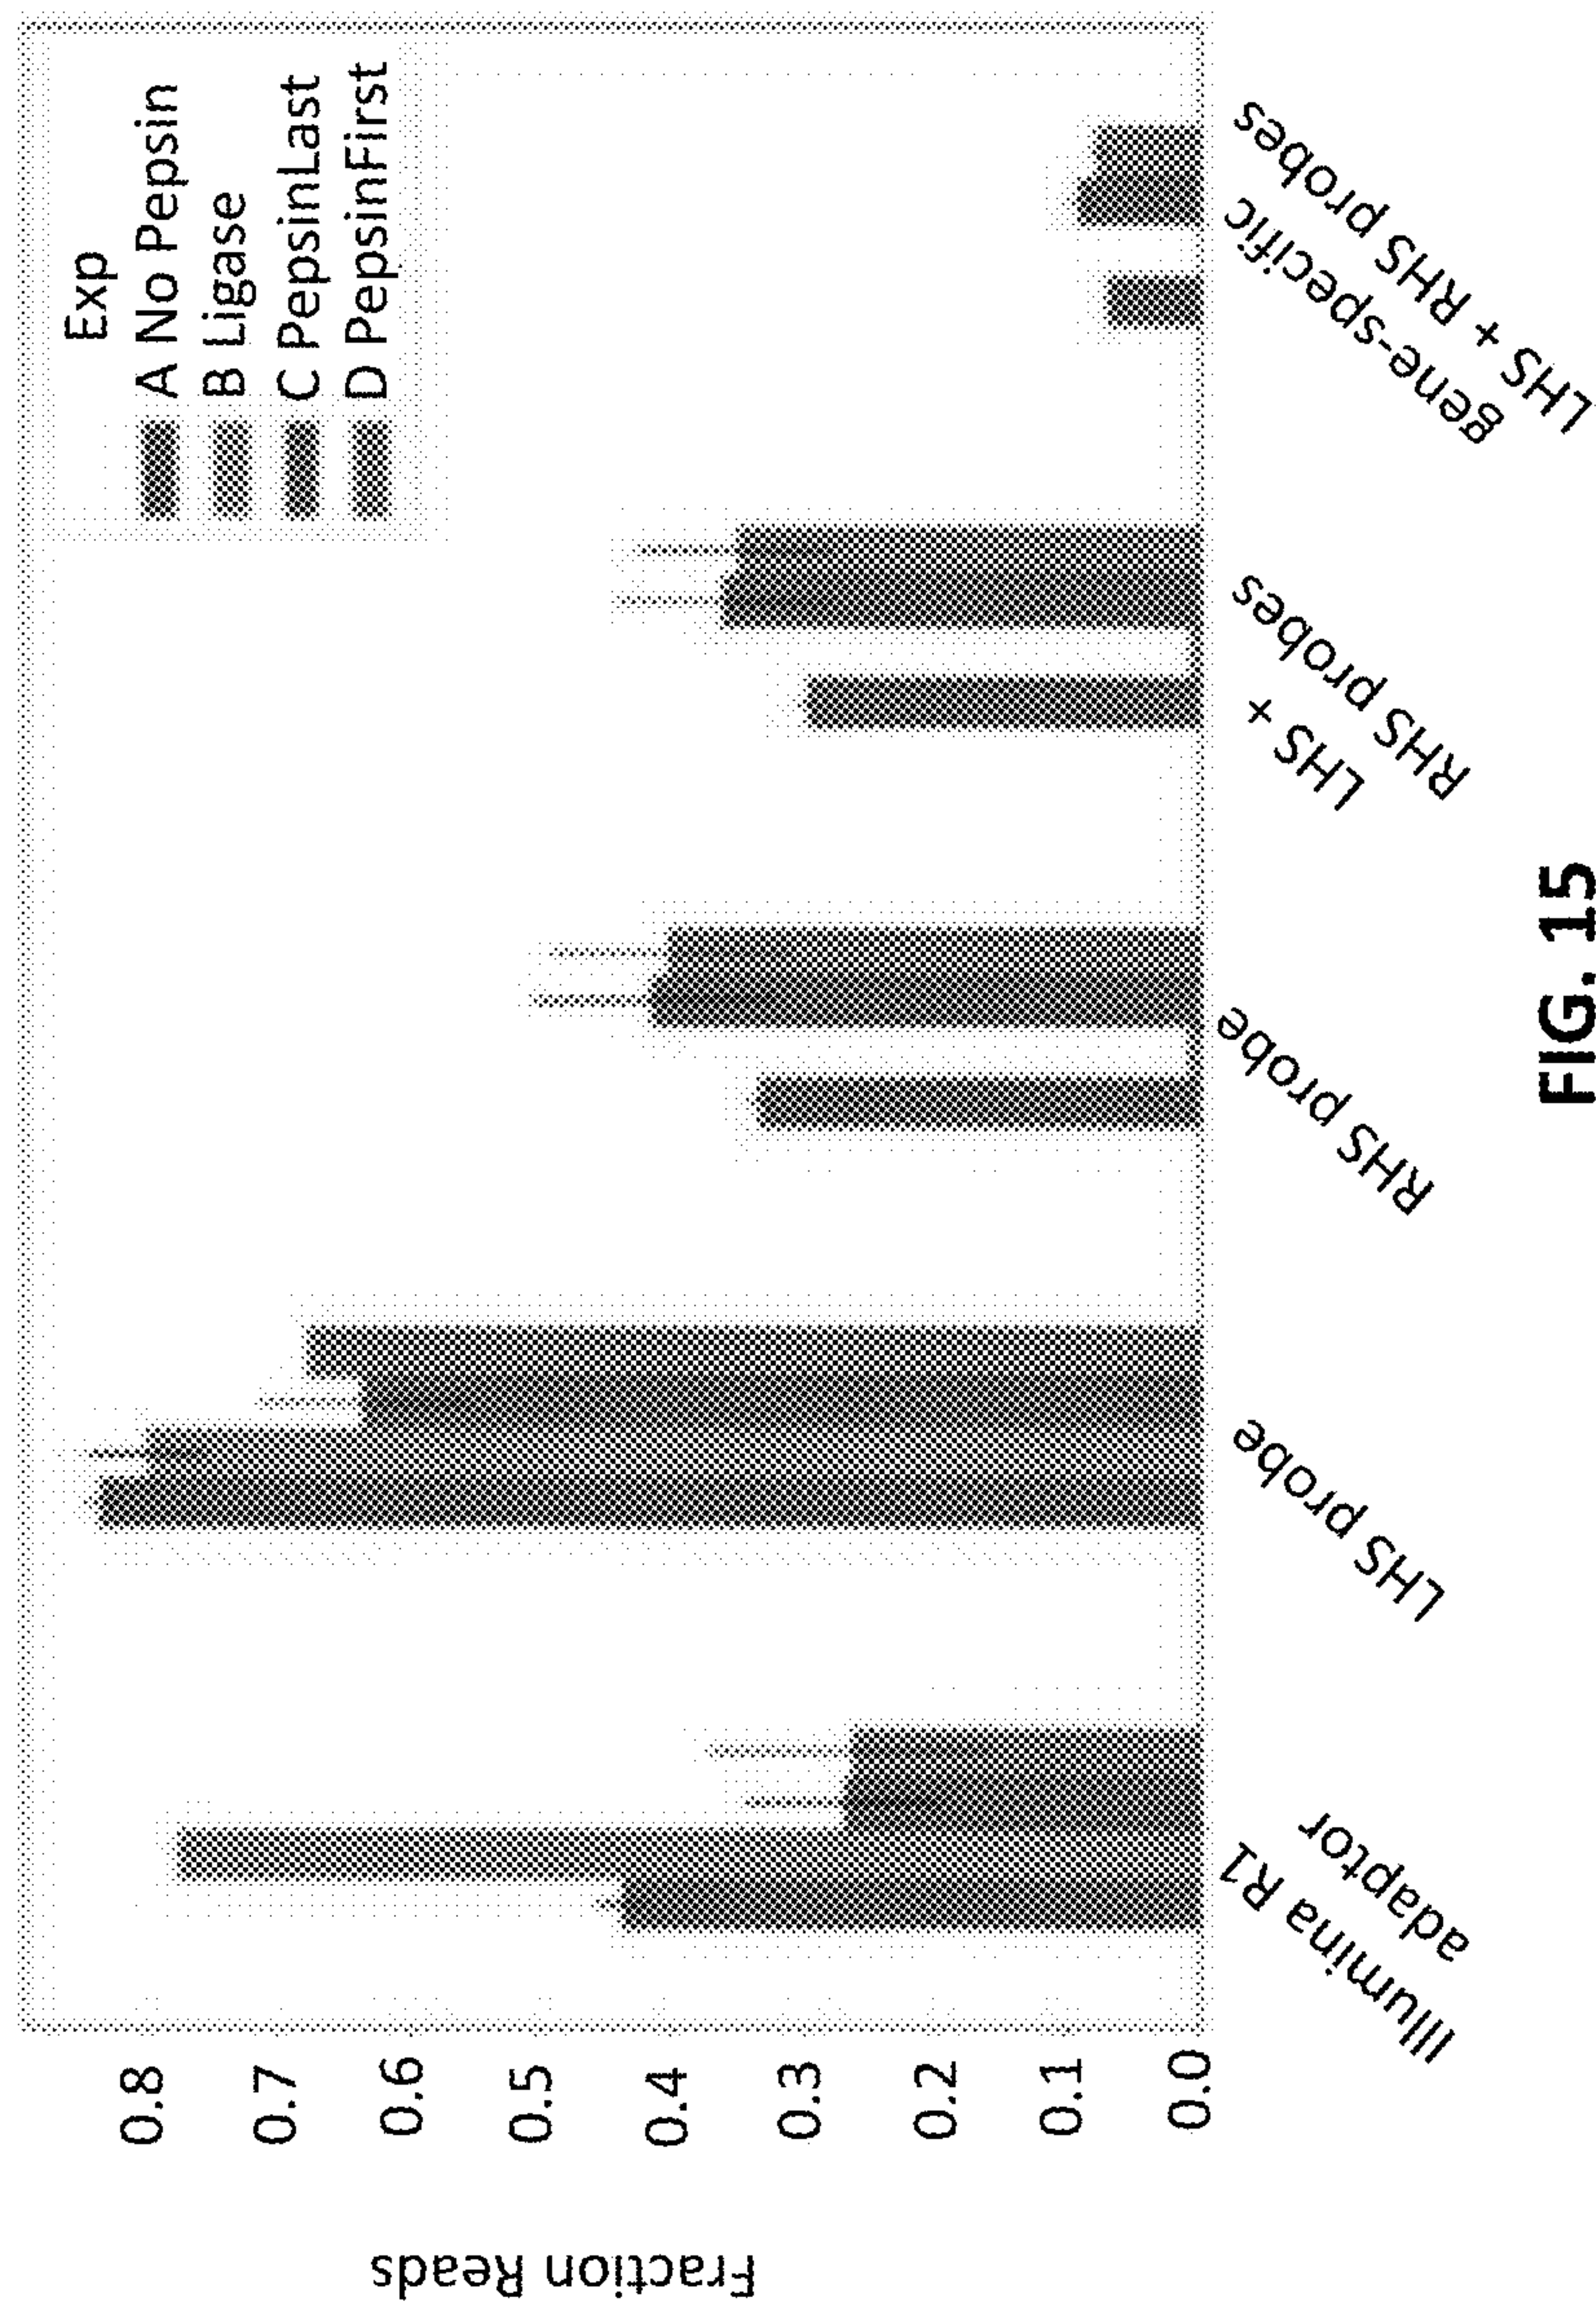 Fraction Reads
0.8
0.7
0.6
0.5
0.4
0.3
0.2
0.1
0.0
Exp
A No Pepsin
B Ligase
C PepsinLast
D PepsinFirst
Illumina R1
adaptor
LHS probe
RHS probe
LHS +
RHS probes
gene-specific
LHS + RHS probes
FIG. 15